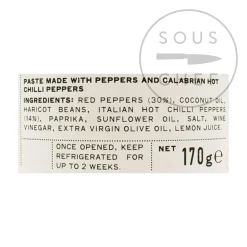 SOUS
CHEF
PASTE MADE WITH PEPPERS AND CALABRIAN HOT
CHILLI PEPPERS
INGREDIENTS: RED PEPPERS (30%), COCONUT OIL,
HARICOT BEANS, ITALIAN HOT CHILLI PEPPERS
(14%), PAPRIKA, SUNFLOWER OIL, SALT, WINE
VINEGAR, EXTRA VIRGIN OLIVE OIL, LEMON JUICE.
ONCE OPENED, KEEP
REFRIGERATED FOR
UP TO 2 WEEKS.
NET 170g℮